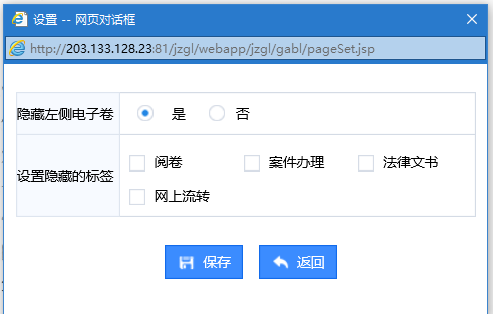 设置 -- 网页对话框
http://203.133.128.23:81/jzgl/webapp/jzgl/gabl/pageSet.jsp
隐藏左侧电子卷 是 否
设置隐藏的标签 阅卷 案件办理 法律文书
网上流转
保存 返回